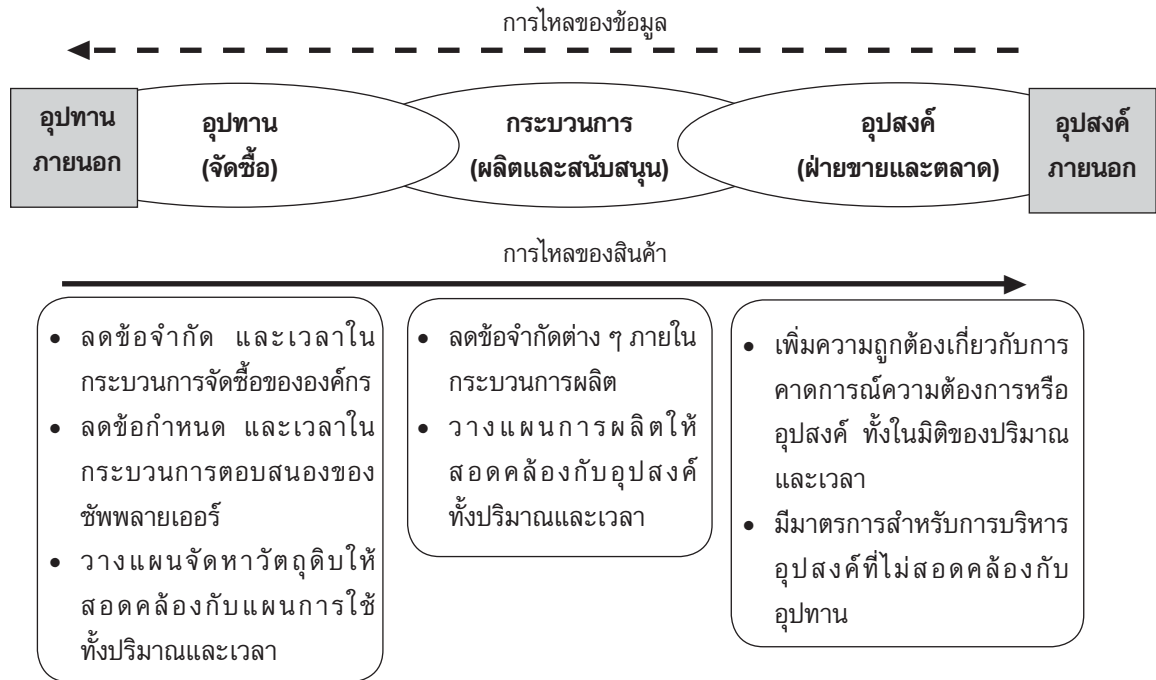 การไหลของข้อมูล
อุปทาน
ภายนอก
อุปทาน
(จัดซื้อ)
กระบวนการ
(ผลิตและสนับสนุน)
อุปสงค์
(ฝ่ายขายและตลาด)
อุปสงค์
ภายนอก
การไหลของสินค้า
• ลดข้อจำกัด และเวลาใน
กระบวนการจัดซื้อขององค์กร
• ลดข้อกำหนด และเวลาใน
กระบวนการตอบสนองของ
ซัพพลายเออร์
• วางแผนจัดหาวัตถุดิบให้
สอดคล้องกับแผนการใช้
ทั้งปริมาณและเวลา
• ลดข้อจำกัดต่าง ๆ ภายใน
กระบวนการผลิต
• วางแผนการผลิตให้
สอดคล้องกับอุปสงค์
ทั้งปริมาณและเวลา
• เพิ่มความถูกต้องเกี่ยวกับการ
คาดการณ์ความต้องการหรือ
อุปสงค์ ทั้งในมิติของปริมาณ
และเวลา
• มีมาตรการสำหรับการบริหาร
อุปสงค์ที่ไม่สอดคล้องกับ
อุปทาน